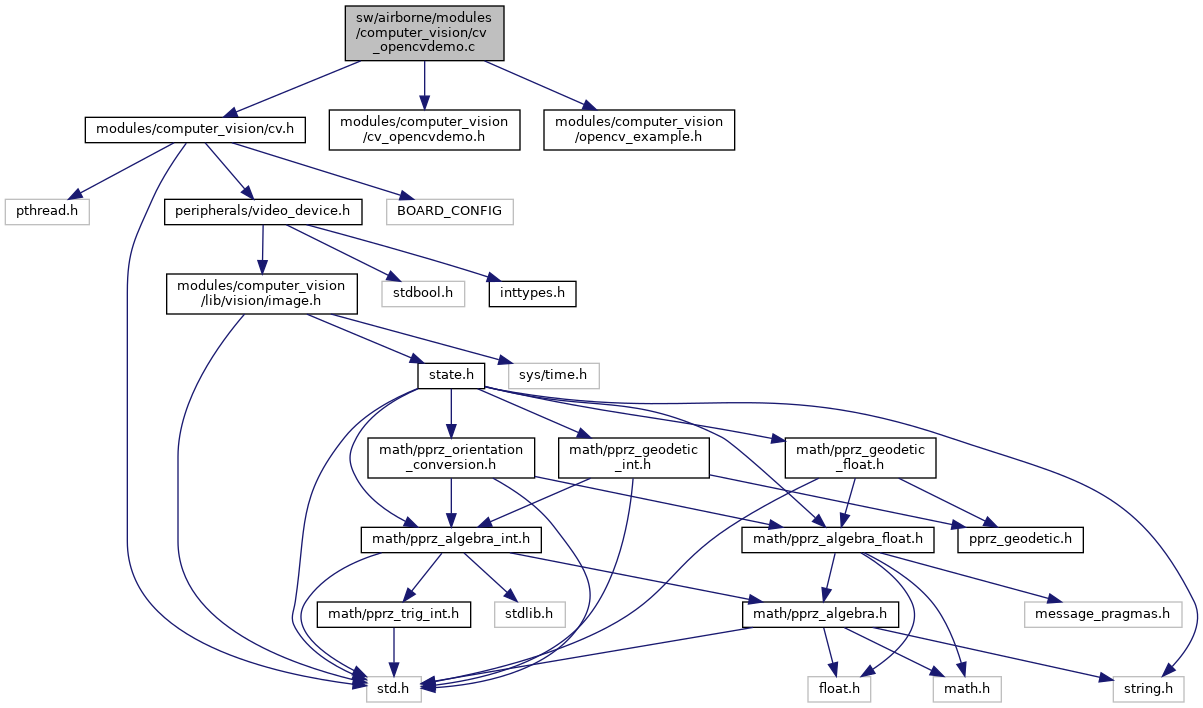 sw/airborne/modules
/computer_vision/cv
_opencvdemo.c
modules/computer_vision/cv.h
modules/computer_vision
/cv_opencvdemo.h
modules/computer_vision
/opencv_example.h
pthread.h
peripherals/video_device.h
BOARD_CONFIG
modules/computer_vision
/lib/vision/image.h
stdbool.h
inttypes.h
state.h
sys/time.h
math/pprz_orientation
_conversion.h
math/pprz_geodetic
_int.h
math/pprz_geodetic
_float.h
math/pprz_algebra_int.h
math/pprz_algebra_float.h
pprz_geodetic.h
math/pprz_trig_int.h
stdlib.h
math/pprz_algebra.h
message_pragmas.h
std.h
float.h
math.h
string.h